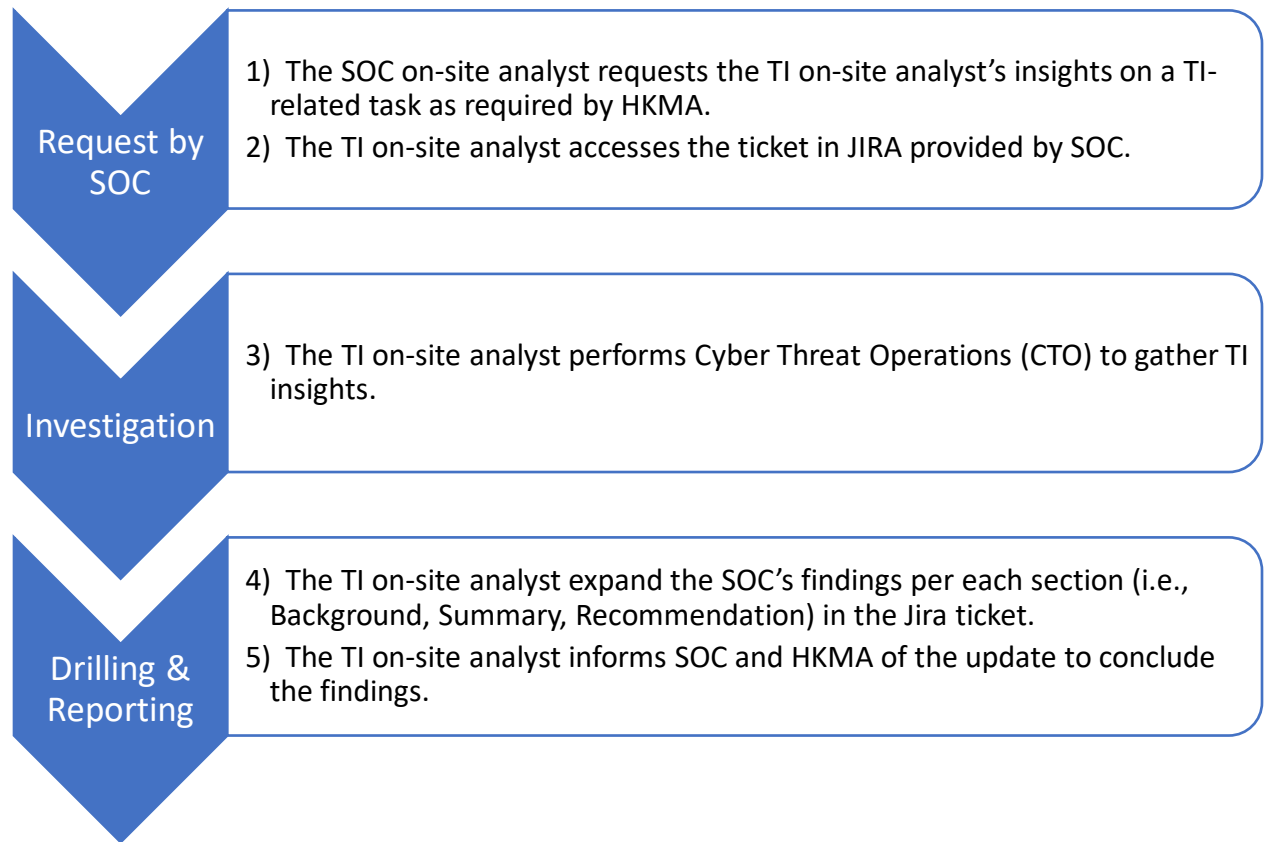 Request by
SOC
1) The SOC on-site analyst requests the TI on-site analyst’s insights on a TI-
related task as required by HKMA.
2) The TI on-site analyst accesses the ticket in JIRA provided by SOC.
Investigation
3) The TI on-site analyst performs Cyber Threat Operations (CTO) to gather TI
insights.
Drilling &
Reporting
4) The TI on-site analyst expand the SOC’s findings per each section (i.e.,
Background, Summary, Recommendation) in the Jira ticket.
5) The TI on-site analyst informs SOC and HKMA of the update to conclude
the findings.